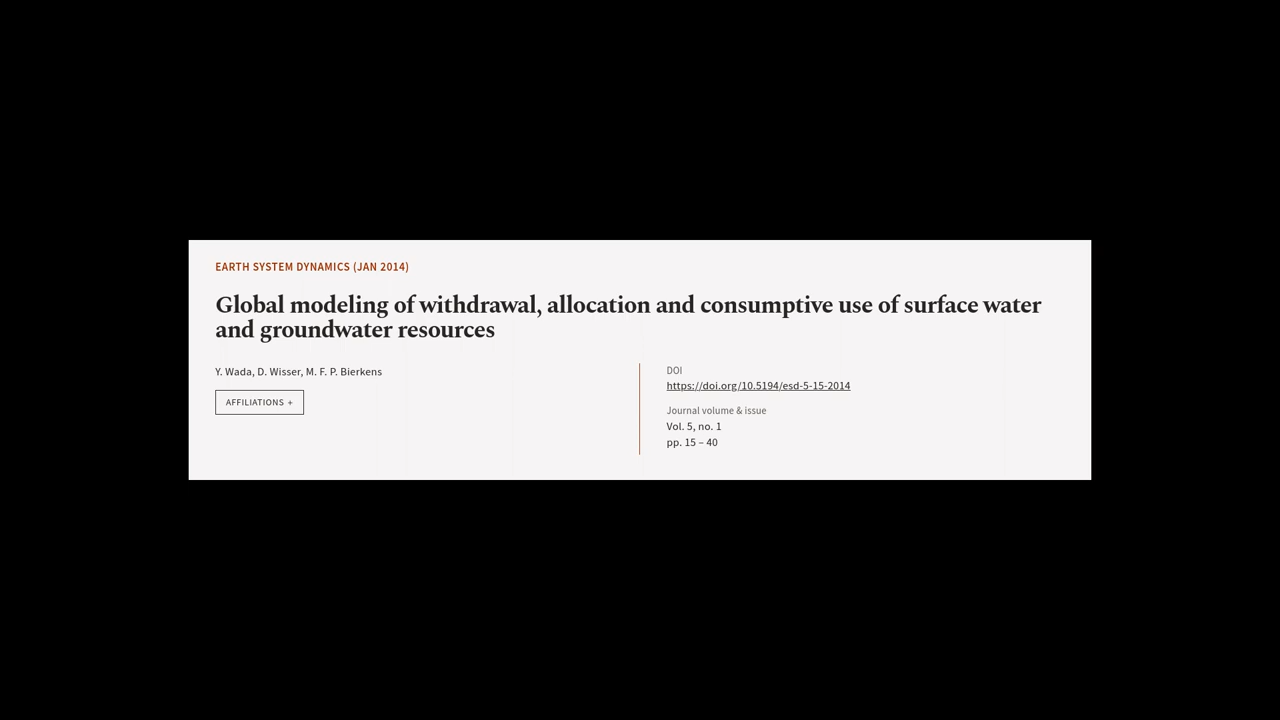 EARTH SYSTEM DYNAMICS (JAN 2014)
Global modeling of withdrawal, allocation and consumptive use of surface water
and groundwater resources
Y. Wada, D. Wisser, M. F. P. Bierkens
AFFILIATIONS +
DOI
https://doi.org/10.5194/esd-5-15-2014
Journal volume & issue
Vol. 5, no. 1
pp. 15 – 40